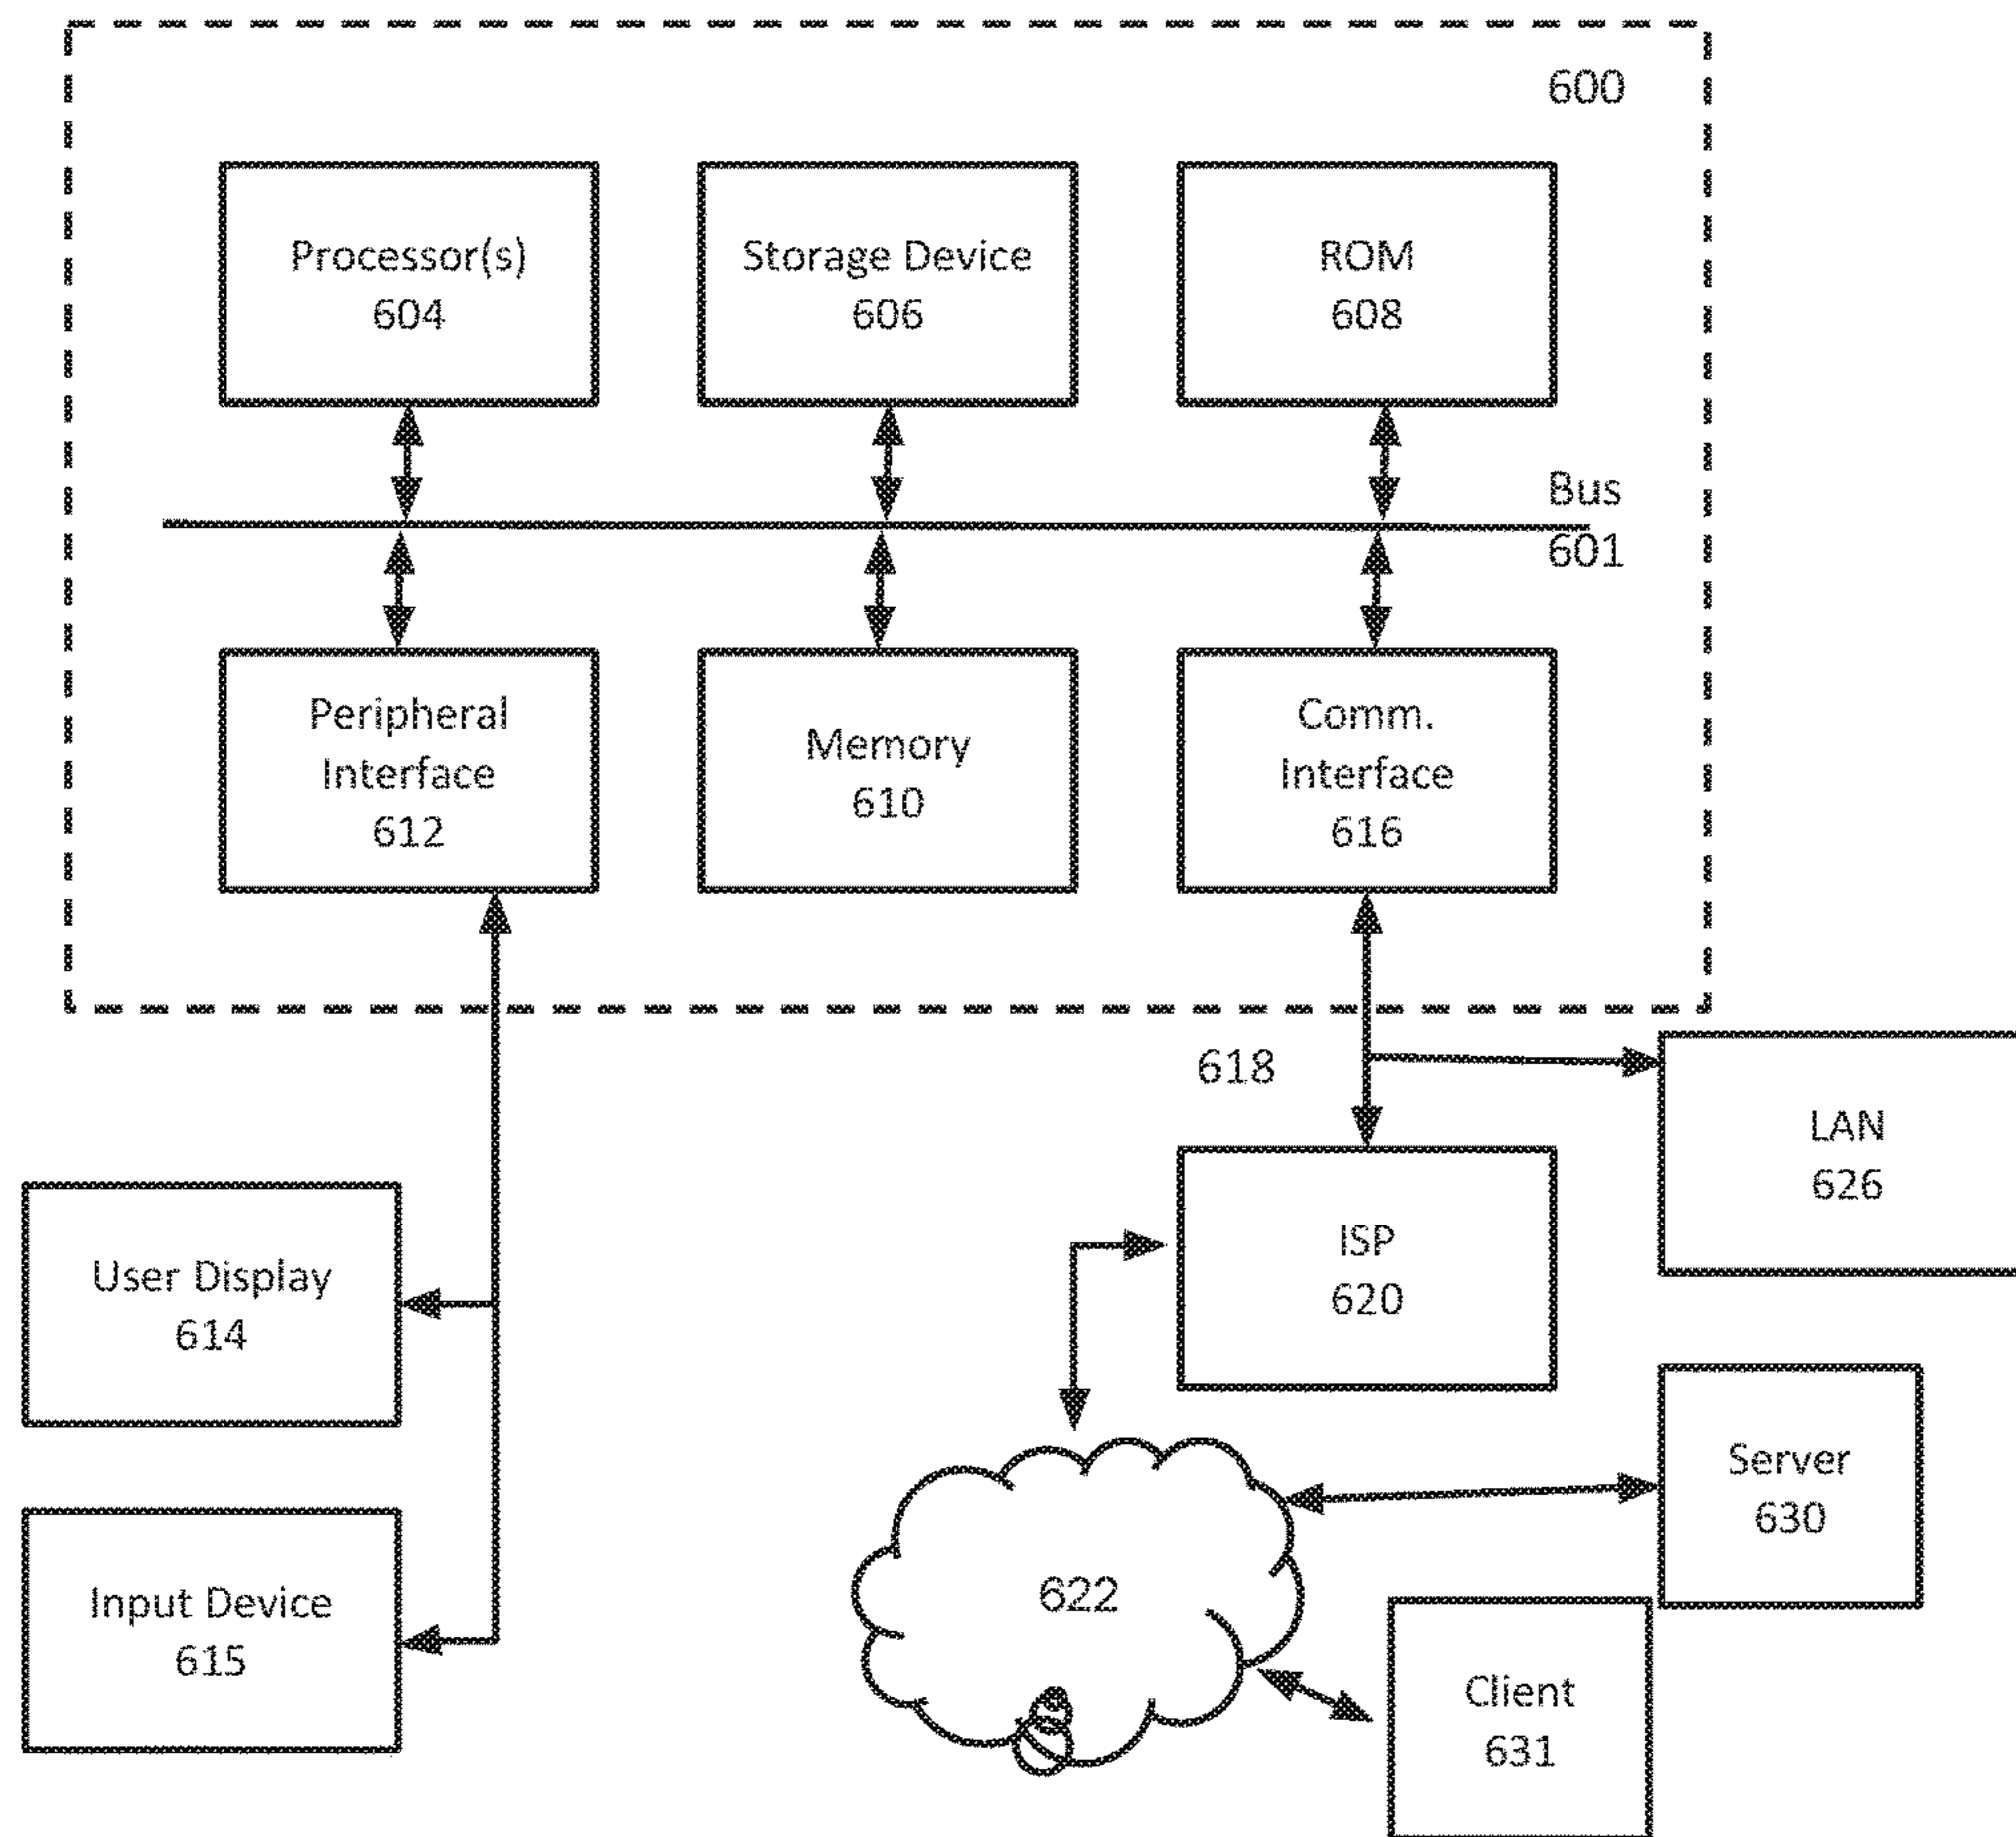 600
Processor(s)
604
Storage Device
606
ROM
608
Bus
601
Peripheral
Interface
612
Memory
610
Comm.
Interface
616
618
LAN
626
User Display
614
ISP
620
Server
630
Input Device
615
622
Client
631